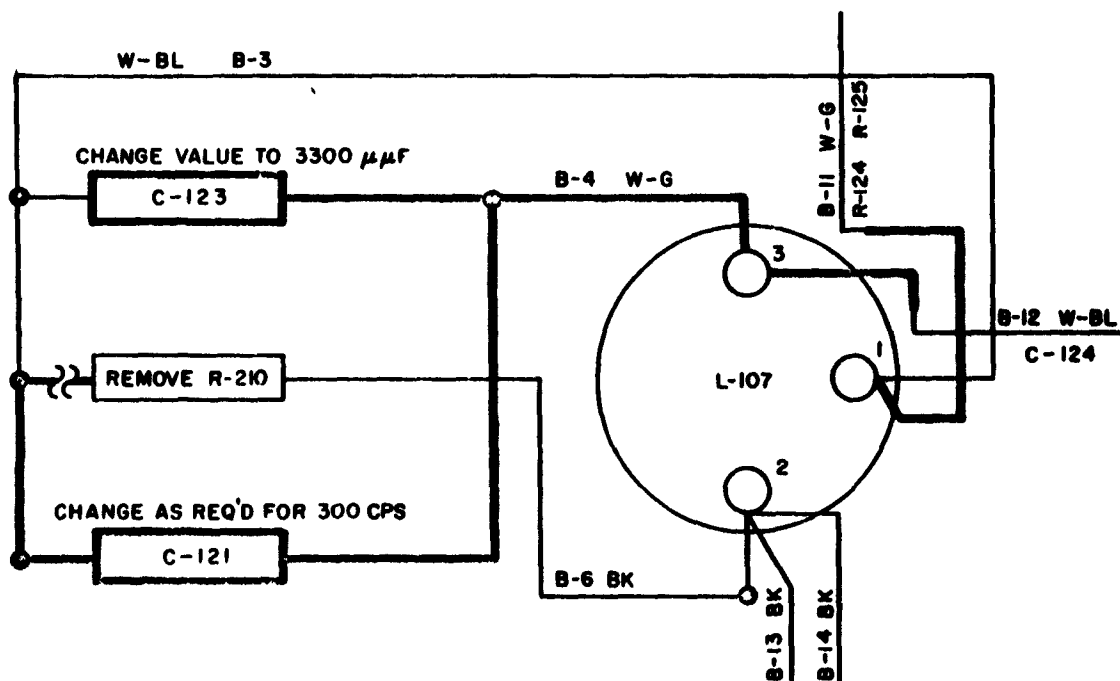 W-BL B-3
CHANGE VALUE TO 3300 μμF
C-123
B-4 W-G
B-11 W-G
R-124 R-125
3
B-12 W-BL
C-124
1
L-107
REMOVE R-210
2
CHANGE AS REQ'D FOR 300 CPS
C-121
B-6 BK
B-13 BK
B-14 BK